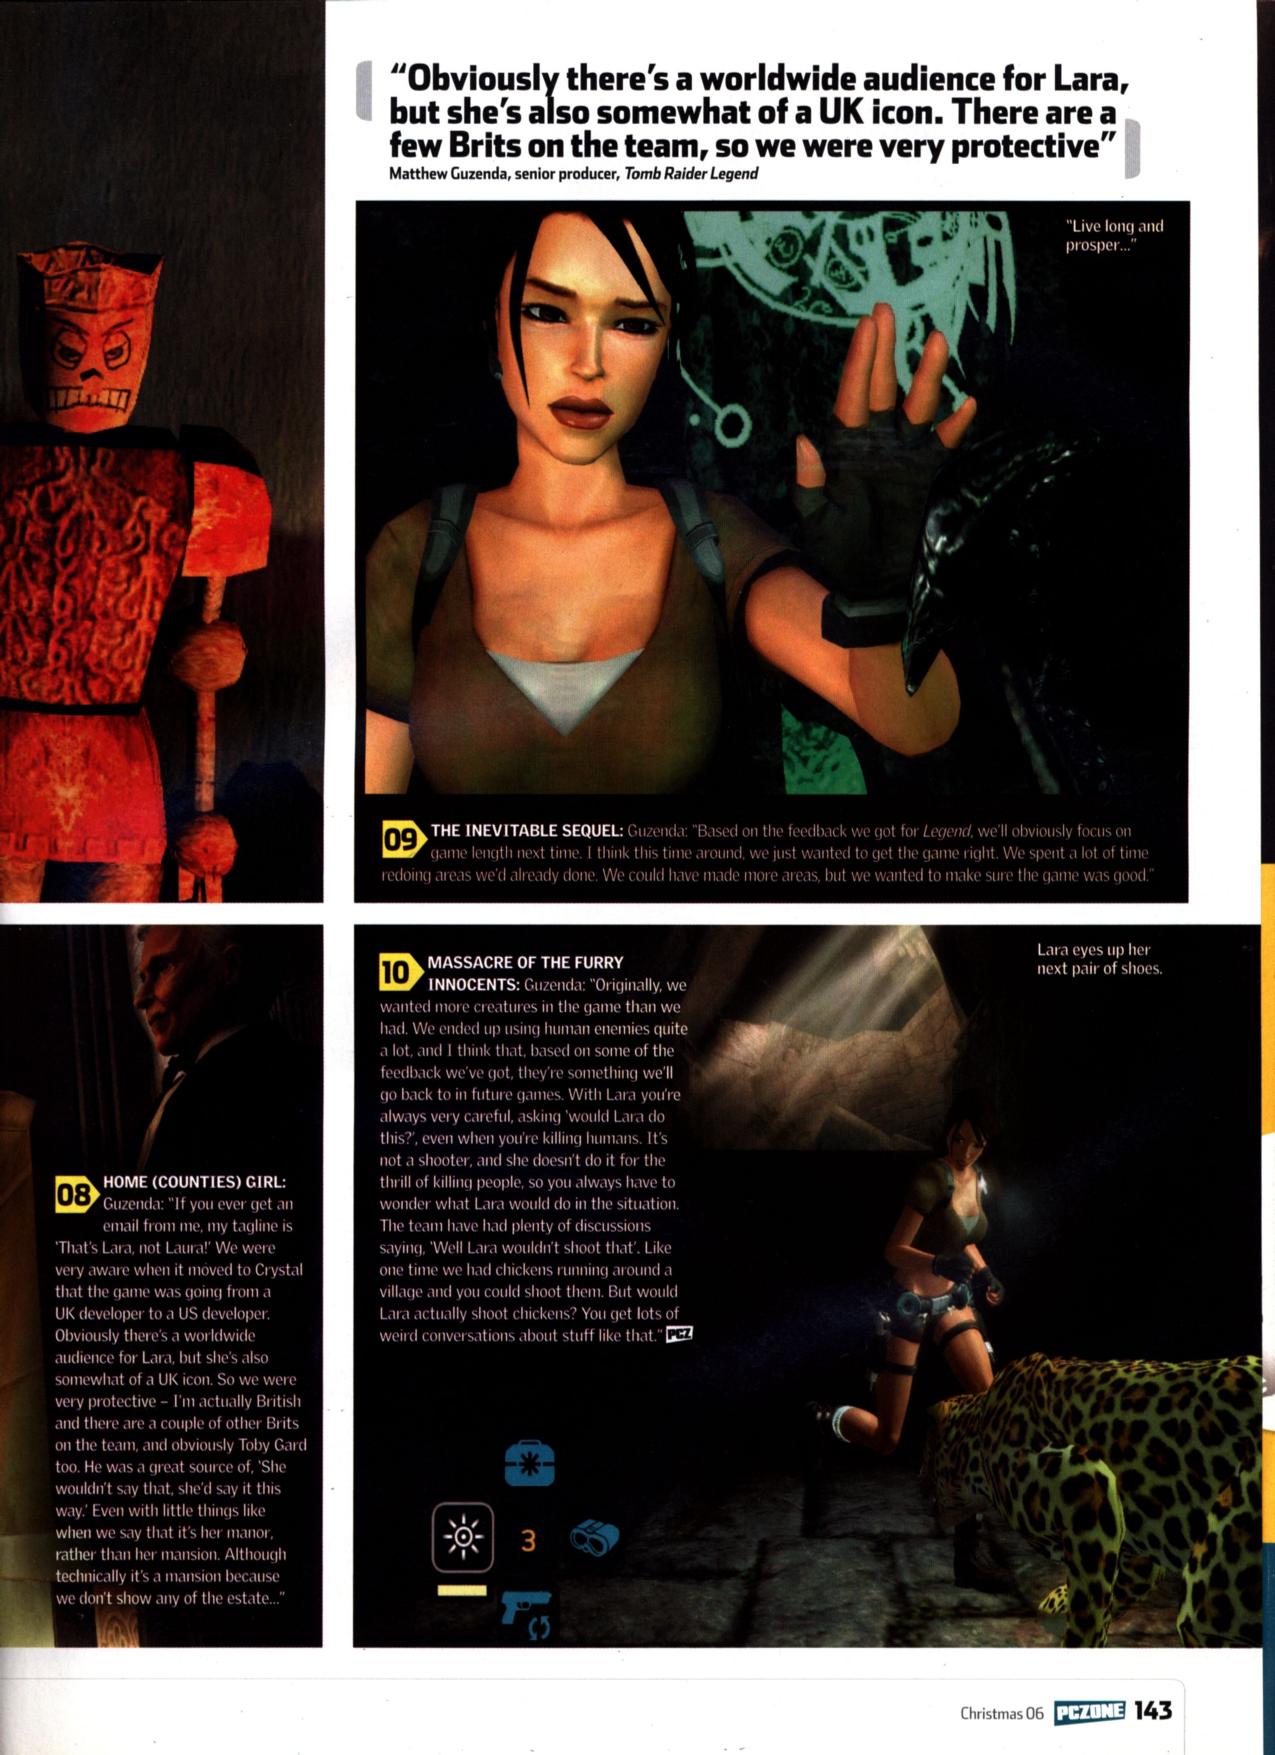 “Obviously there’s a worldwide audience for Lara,
but she’s also somewhat of a UK icon. There are a
few Brits on the team, so we were very protective”
Matthew Guzenda, senior producer, Tomb Raider Legend
“Live long and
prosper...”
09 THE INEVITABLE SEQUEL: Guzenda: “Based on the feedback we got for Legend, we’ll obviously focus on
game length next time. I think this time around, we just wanted to get the game right. We spent a lot of time
redoing areas we’d already done. We could have made more areas, but we wanted to make sure the game was good.”
08 HOME (COUNTIES) GIRL:
Guzenda: “If you ever get an
email from me, my tagline is
‘That’s Lara, not Laura!’ We were
very aware when it moved to Crystal
that the game was going from a
UK developer to a US developer.
Obviously there’s a worldwide
audience for Lara, but she’s also
somewhat of a UK icon. So we were
very protective – I’m actually British
and there are a couple of other Brits
on the team, and obviously Toby Gard
too. He was a great source of, ‘She
wouldn’t say that, she’d say it this
way.’ Even with little things like
when we say that it’s her manor,
rather than her mansion. Although
technically it’s a mansion because
we don’t show any of the estate...”
10 MASSACRE OF THE FURRY
INNOCENTS: Guzenda: “Originally, we
wanted more creatures in the game than we
had. We ended up using human enemies quite
a lot, and I think that, based on some of the
feedback we’ve got, they’re something we’ll
go back to in future games. With Lara you’re
always very careful, asking ‘would Lara do
this?’, even when you’re killing humans. It’s
not a shooter, and she doesn’t do it for the
thrill of killing people, so you always have to
wonder what Lara would do in the situation.
The team have had plenty of discussions
saying, ‘Well Lara wouldn’t shoot that’. Like
one time we had chickens running around a
village and you could shoot them. But would
Lara actually shoot chickens? You get lots of
weird conversations about stuff like that.” PCZ
Lara eyes up her
next pair of shoes.
3
Christmas 06 PCZONE 143